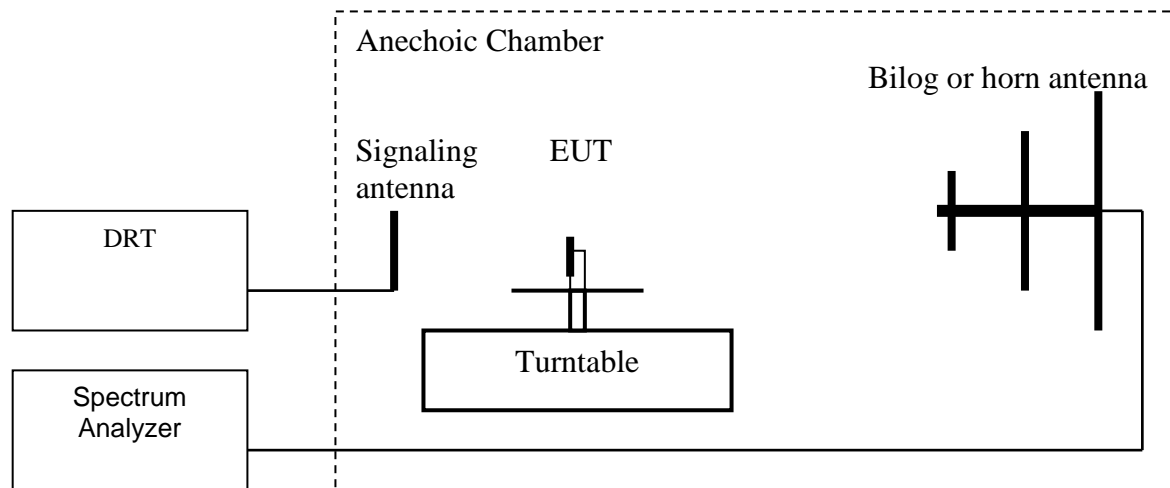 Anechoic Chamber
Bilog or horn antenna
Signaling
antenna
EUT
DRT
Turntable
Spectrum
Analyzer